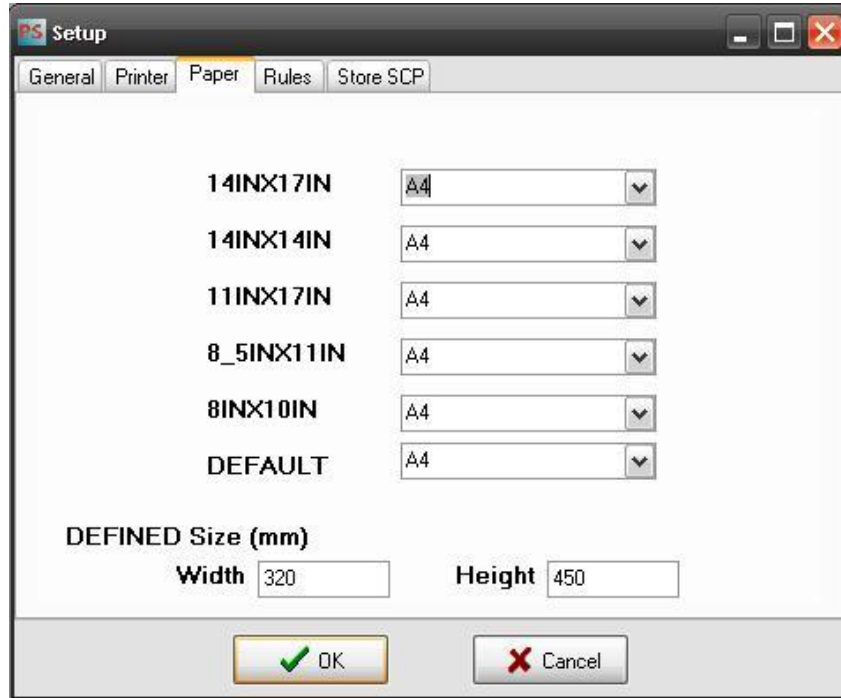 PS Setup
General Printer Paper Rules Store SCP
14INX17IN A4
14INX14IN A4
11INX17IN A4
8_5INX11IN A4
8INX10IN A4
DEFAULT A4
DEFINED Size (mm)
Width 320 Height 450
OK Cancel